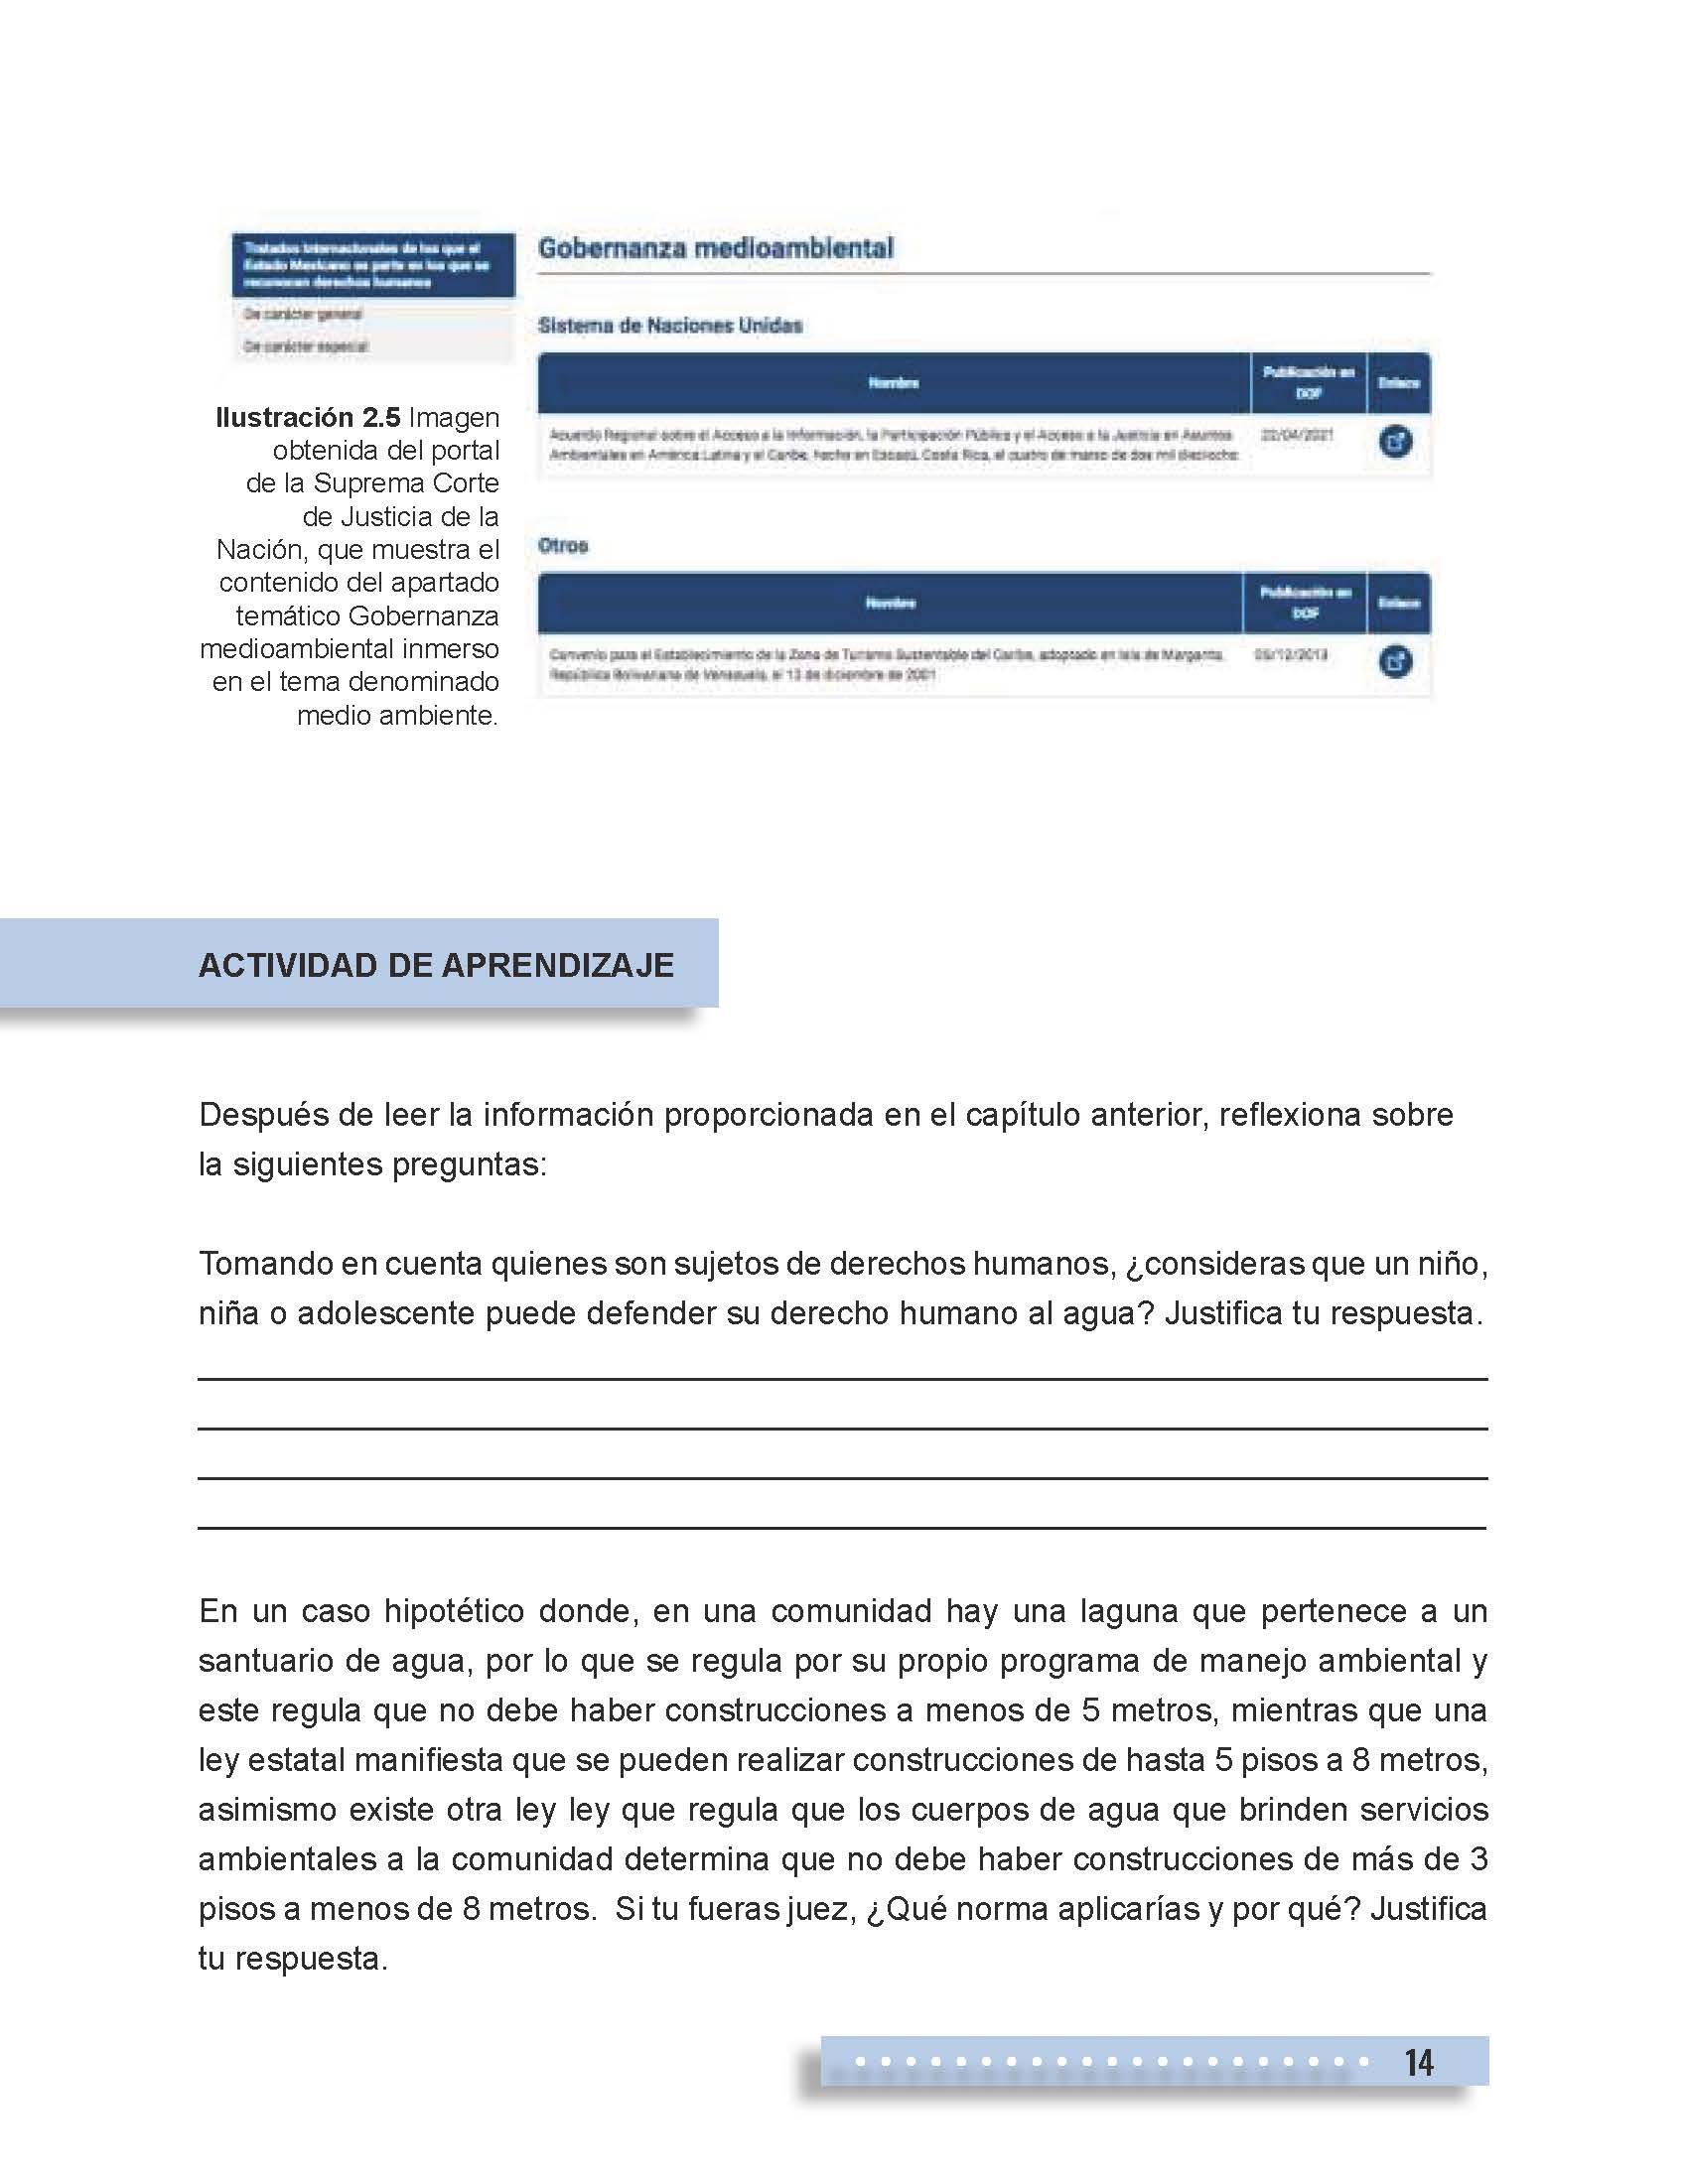 Tratados Internacionales de los que el
Estado Mexicano es parte en los que se
reconocen derechos humanos
De carácter general
De carácter especial
Gobernanza medioambiental
Sistema de Naciones Unidas
Nombre
Publicación en
DOF
Enlace
Acuerdo Regional sobre el Acceso a la Información, la Participación Pública y el Acceso a la Justicia en Asuntos
Ambientales en América Latina y el Caribe, hecho en Escazú, Costa Rica, el cuatro de marzo de dos mil dieciocho
22/04/2021
Otros
Nombre
Publicación en
DOF
Enlace
Convenio para el Establecimiento de la Zona de Turismo Sustentable del Caribe, adoptado en Isla de Margarita,
República Bolivariana de Venezuela, el 12 de diciembre de 2001
05/12/2013
Ilustración 2.5 Imagen
obtenida del portal
de la Suprema Corte
de Justicia de la
Nación, que muestra el
contenido del apartado
temático Gobernanza
medioambiental inmerso
en el tema denominado
medio ambiente.
ACTIVIDAD DE APRENDIZAJE
Después de leer la información proporcionada en el capítulo anterior, reflexiona sobre
la siguientes preguntas:
Tomando en cuenta quienes son sujetos de derechos humanos, ¿consideras que un niño,
niña o adolescente puede defender su derecho humano al agua? Justifica tu respuesta.
En un caso hipotético donde, en una comunidad hay una laguna que pertenece a un
santuario de agua, por lo que se regula por su propio programa de manejo ambiental y
este regula que no debe haber construcciones a menos de 5 metros, mientras que una
ley estatal manifiesta que se pueden realizar construcciones de hasta 5 pisos a 8 metros,
asimismo existe otra ley ley que regula que los cuerpos de agua que brinden servicios
ambientales a la comunidad determina que no debe haber construcciones de más de 3
pisos a menos de 8 metros. Si tu fueras juez, ¿Qué norma aplicarías y por qué? Justifica
tu respuesta.
14